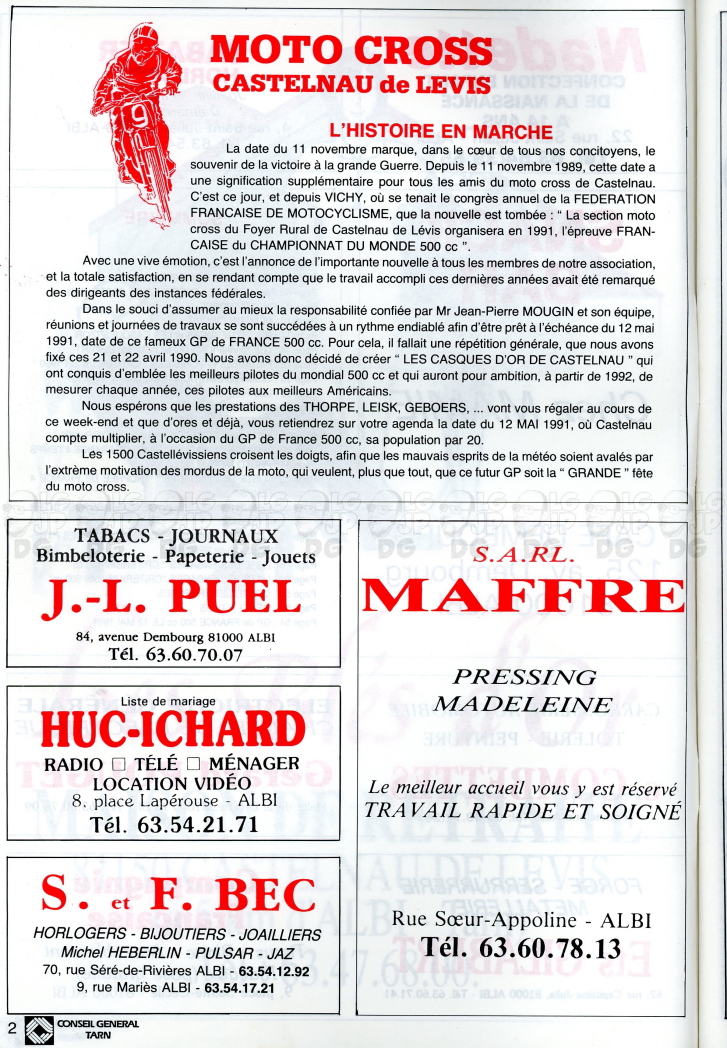 MOTO CROSS
CASTELNAU de LEVIS
L'HISTOIRE EN MARCHE
La date du 11 novembre marque, dans le cœur de tous nos concitoyens, le
souvenir de la victoire à la grande Guerre. Depuis le 11 novembre 1989, cette date a
une signification supplémentaire pour tous les amis du moto cross de Castelnau.
C'est ce jour, et depuis VICHY, où se tenait le congrès annuel de la FEDERATION
FRANCAISE DE MOTOCYCLISME, que la nouvelle est tombée : “ La section moto
cross du Foyer Rural de Castelnau de Lévis organisera en 1991, l'épreuve FRAN-
CAISE du CHAMPIONNAT DU MONDE 500 cc ”.
Avec une vive émotion, c'est l'annonce de l'importante nouvelle à tous les membres de notre association,
et la totale satisfaction, en se rendant compte que le travail accompli ces dernières années avait été remarqué
des dirigeants des instances fédérales.
Dans le souci d'assumer au mieux la responsabilité confiée par Mr Jean-Pierre MOUGIN et son équipe,
réunions et journées de travaux se sont succédées à un rythme endiablé afin d'être prêt à l'échéance du 12 mai
1991, date de ce fameux GP de FRANCE 500 cc. Pour cela, il fallait une répétition générale, que nous avons
fixé ces 21 et 22 avril 1990. Nous avons donc décidé de créer “ LES CASQUES D'OR DE CASTELNAU ” qui
ont conquis d'emblée les meilleurs pilotes du mondial 500 cc et qui auront pour ambition, à partir de 1992, de
mesurer chaque année, ces pilotes aux meilleurs Américains.
Nous espérons que les prestations des THORPE, LEISK, GEBOERS, ... vont vous régaler au cours de
ce week-end et que d'ores et déjà, vous retiendrez sur votre agenda la date du 12 MAI 1991, où Castelnau
compte multiplier, à l'occasion du GP de France 500 cc, sa population par 20.
Les 1500 Castellévissiens croisent les doigts, afin que les mauvais esprits de la météo soient avalés par
l'extrème motivation des mordus de la moto, qui veulent, plus que tout, que ce futur GP soit la “ GRANDE ” fête
du moto cross.
TABACS - JOURNAUX
Bimbeloterie - Papeterie - Jouets
J.-L. PUEL
84, avenue Dembourg 81000 ALBI
Tél. 63.60.70.07
Liste de mariage
HUC-ICHARD
RADIO □ TÉLÉ □ MÉNAGER
LOCATION VIDÉO
8, place Lapérouse - ALBI
Tél. 63.54.21.71
S. et F. BEC
HORLOGERS - BIJOUTIERS - JOAILLIERS
Michel HEBERLIN - PULSAR - JAZ
70, rue Séré-de-Rivières ALBI - 63.54.12.92
9, rue Mariès ALBI - 63.54.17.21
S.A.RL.
MAFFRE
PRESSING
MADELEINE
Le meilleur accueil vous y est réservé
TRAVAIL RAPIDE ET SOIGNÉ
Rue Sœur-Appoline - ALBI
Tél. 63.60.78.13
2
CONSEIL GENERAL
TARN